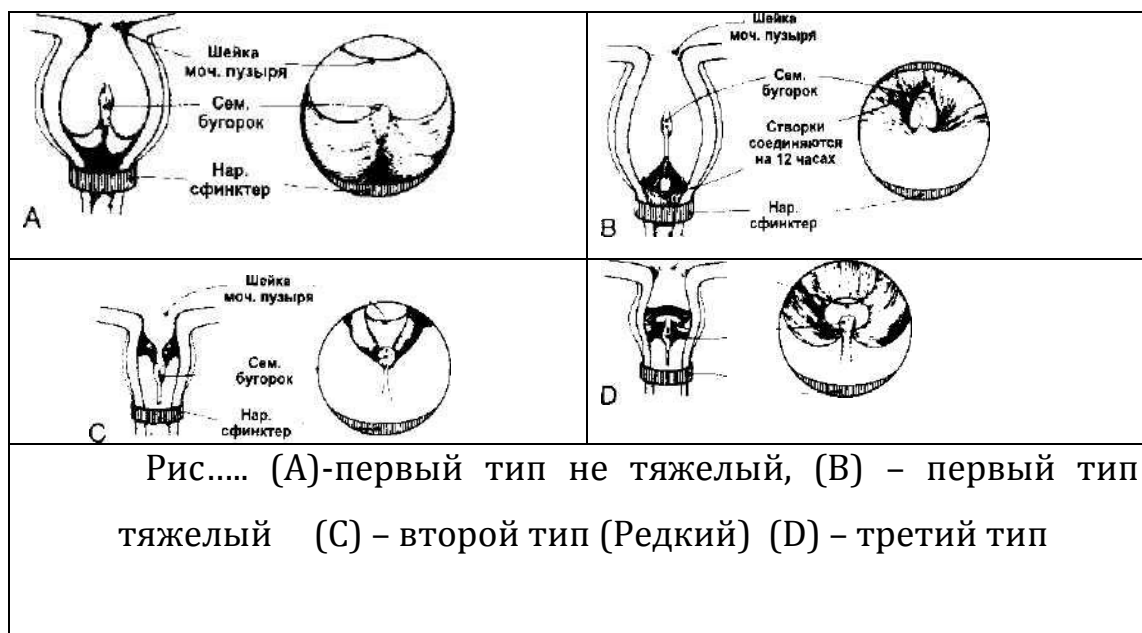 Шейка
моч. пузыря
Сем.
бугорок
Нар.
сфинктер
A
Шейка
моч. пузыря
Сем.
бугорок
Створки
соединяются
на 12 часах
Нар.
сфинктер
B
Шейка
моч. пузыря
Сем.
бугорок
Нар.
сфинктер
C
D
Рис..... (А)-первый тип не тяжелый, (В) – первый тип
тяжелый (С) – второй тип (Редкий) (D) – третий тип